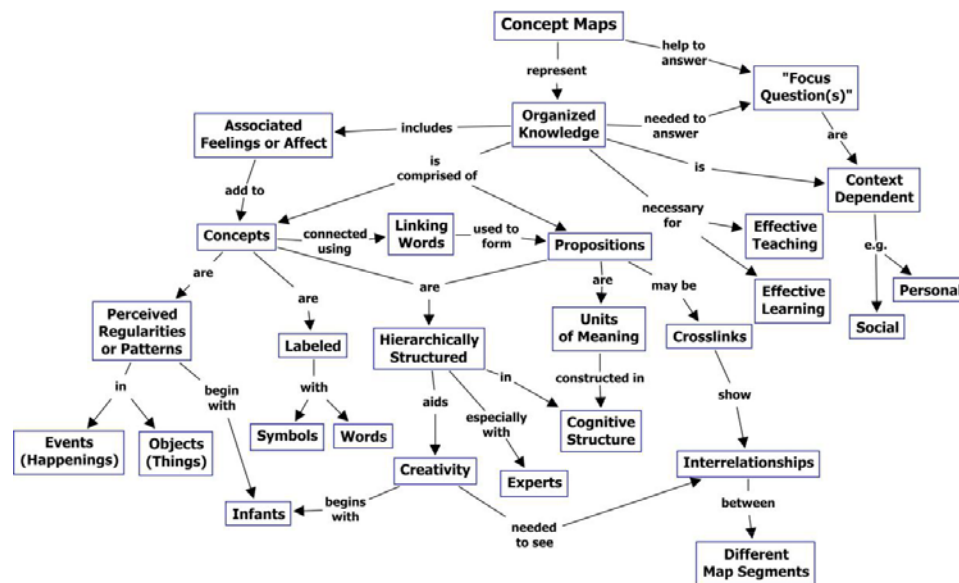 Concept Maps
help to
answer
represent
"Focus
Question(s)"
Organized
Knowledge
needed to
answer
Associated
Feelings or Affect
includes
are
is
comprised of
is
Context
Dependent
add to
necessary
for
Effective
Teaching
Concepts
connected
using
Linking
Words
used to
form
Propositions
e.g.
are
are
are
are
may be
Effective
Learning
Personal
Social
Perceived
Regularities
or Patterns
Labeled
Hierarchically
Structured
Units
of Meaning
Crosslinks
in
begin
with
with
aids
in
constructed in
show
especially
with
Events
(Happenings)
Objects
(Things)
Symbols
Words
Cognitive
Structure
Creativity
Experts
Interrelationships
Infants
begins
with
needed
to see
between
Different
Map Segments